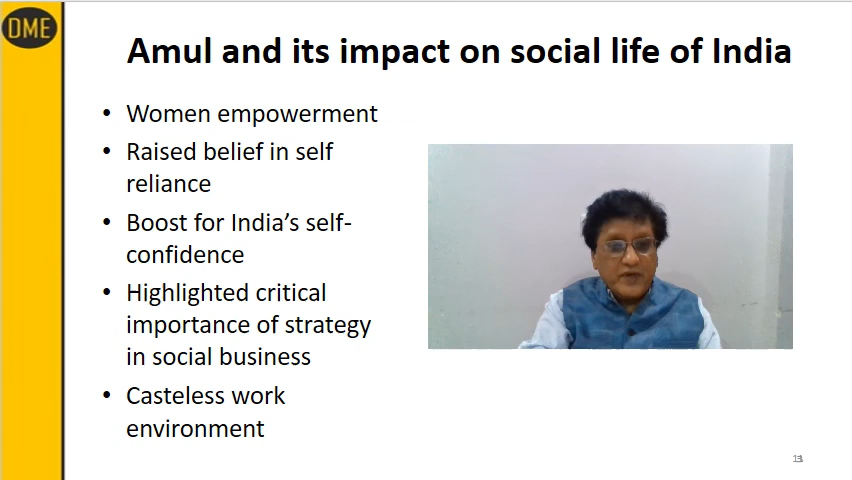 DME
Amul and its impact on social life of India
• Women empowerment
• Raised belief in self
reliance
• Boost for India’s self-
confidence
• Highlighted critical
importance of strategy
in social business
• Casteless work
environment